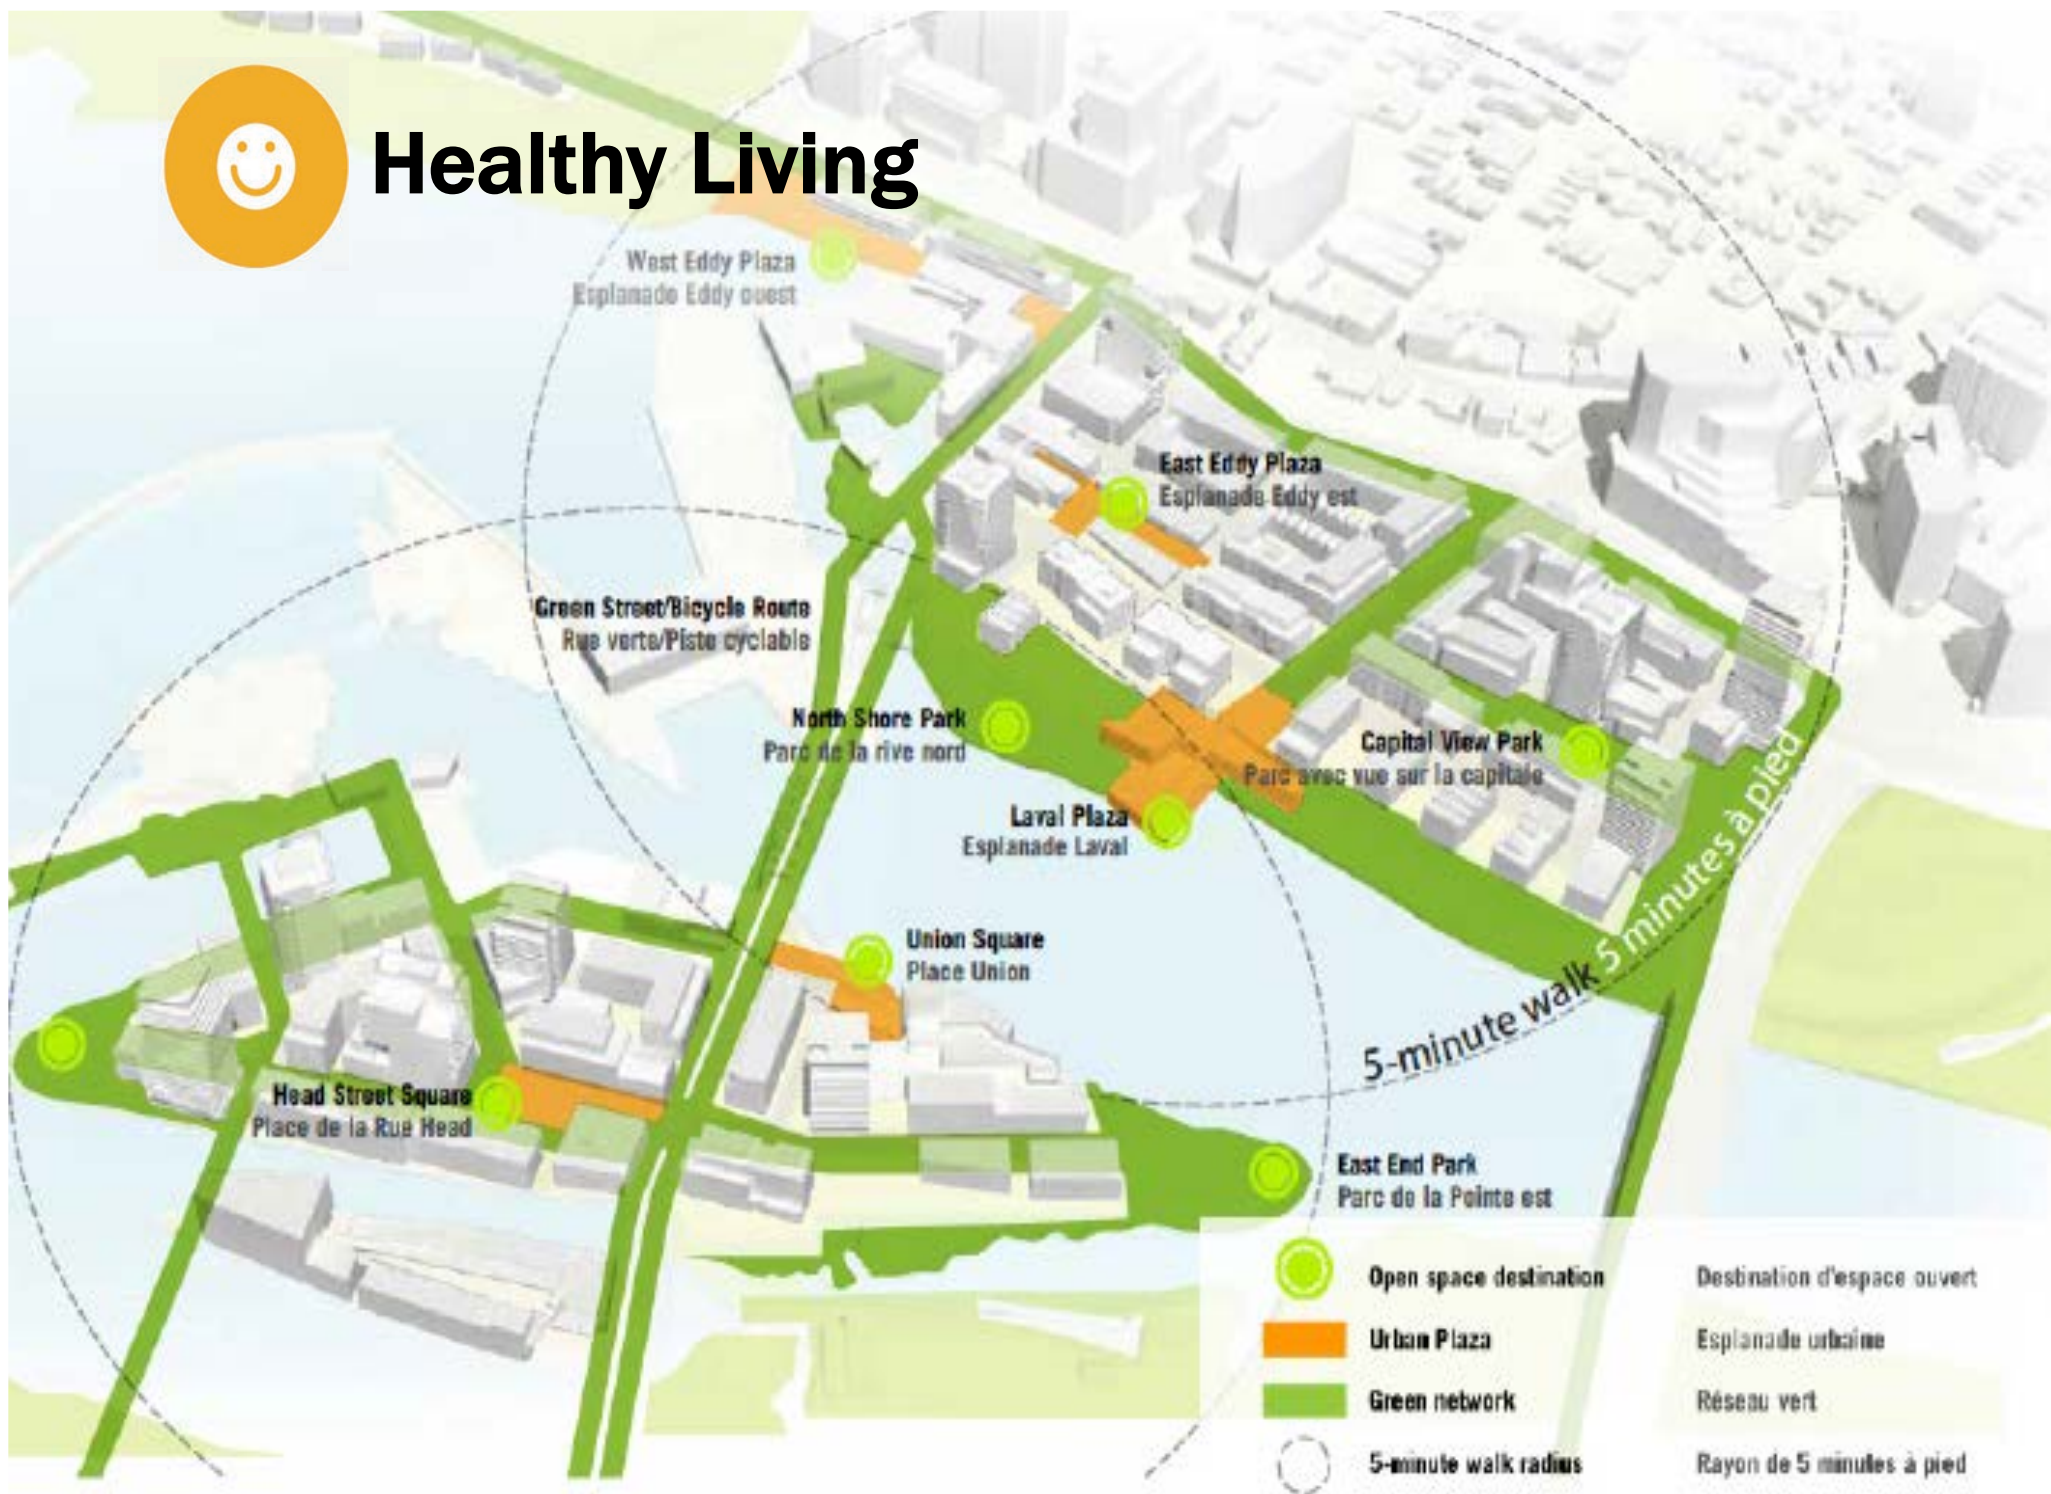 Healthy Living
West Eddy Plaza
Esplanade Eddy ouest
East Eddy Plaza
Esplanade Eddy est
Green Street/Bicycle Route
Rue verte/Piste cyclable
North Shore Park
Parc de la rive nord
Capital View Park
Parc avec vue sur la capitale
Laval Plaza
Esplanade Laval
5-minute walk 5 minutes à pied
Union Square
Place Union
Head Street Square
Place de la Rue Head
East End Park
Parc de la Pointe est
Open space destination Destination d'espace ouvert
Urban Plaza Esplanade urbaine
Green network Réseau vert
5-minute walk radius Rayon de 5 minutes à pied